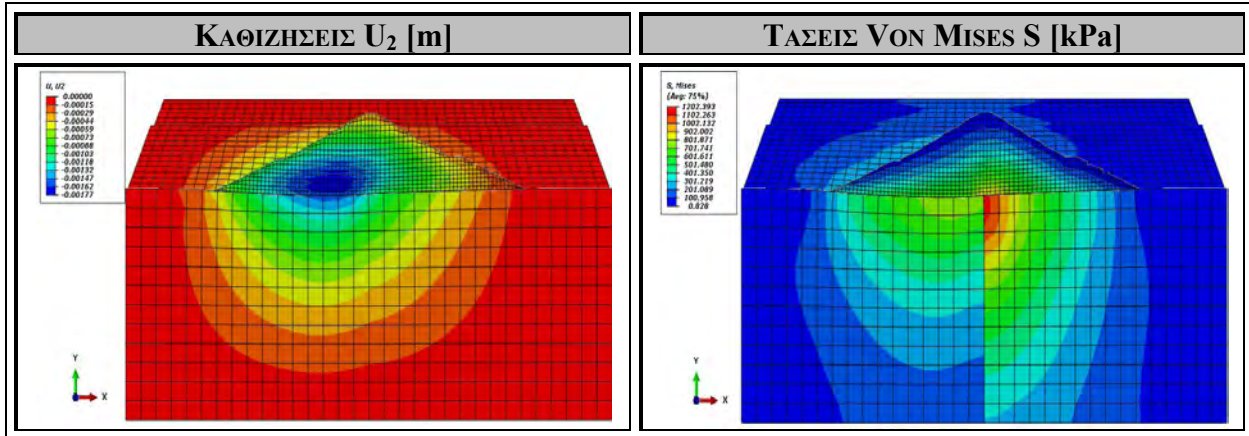 ΚΑΘΙΖΗΣΕΙΣ U2 [m]
ΤΑΣΕΙΣ VON MISES S [kPa]
U, U2
0.00000
-0.00015
-0.00029
-0.00044
-0.00059
-0.00073
-0.00088
-0.00103
-0.00118
-0.00132
-0.00147
-0.00162
-0.00177
Y
X
S, Mises
(Avg: 75%)
1202.393
1102.263
1002.132
902.002
801.871
701.741
601.611
501.480
401.350
301.219
201.089
100.958
0.828
Y
X